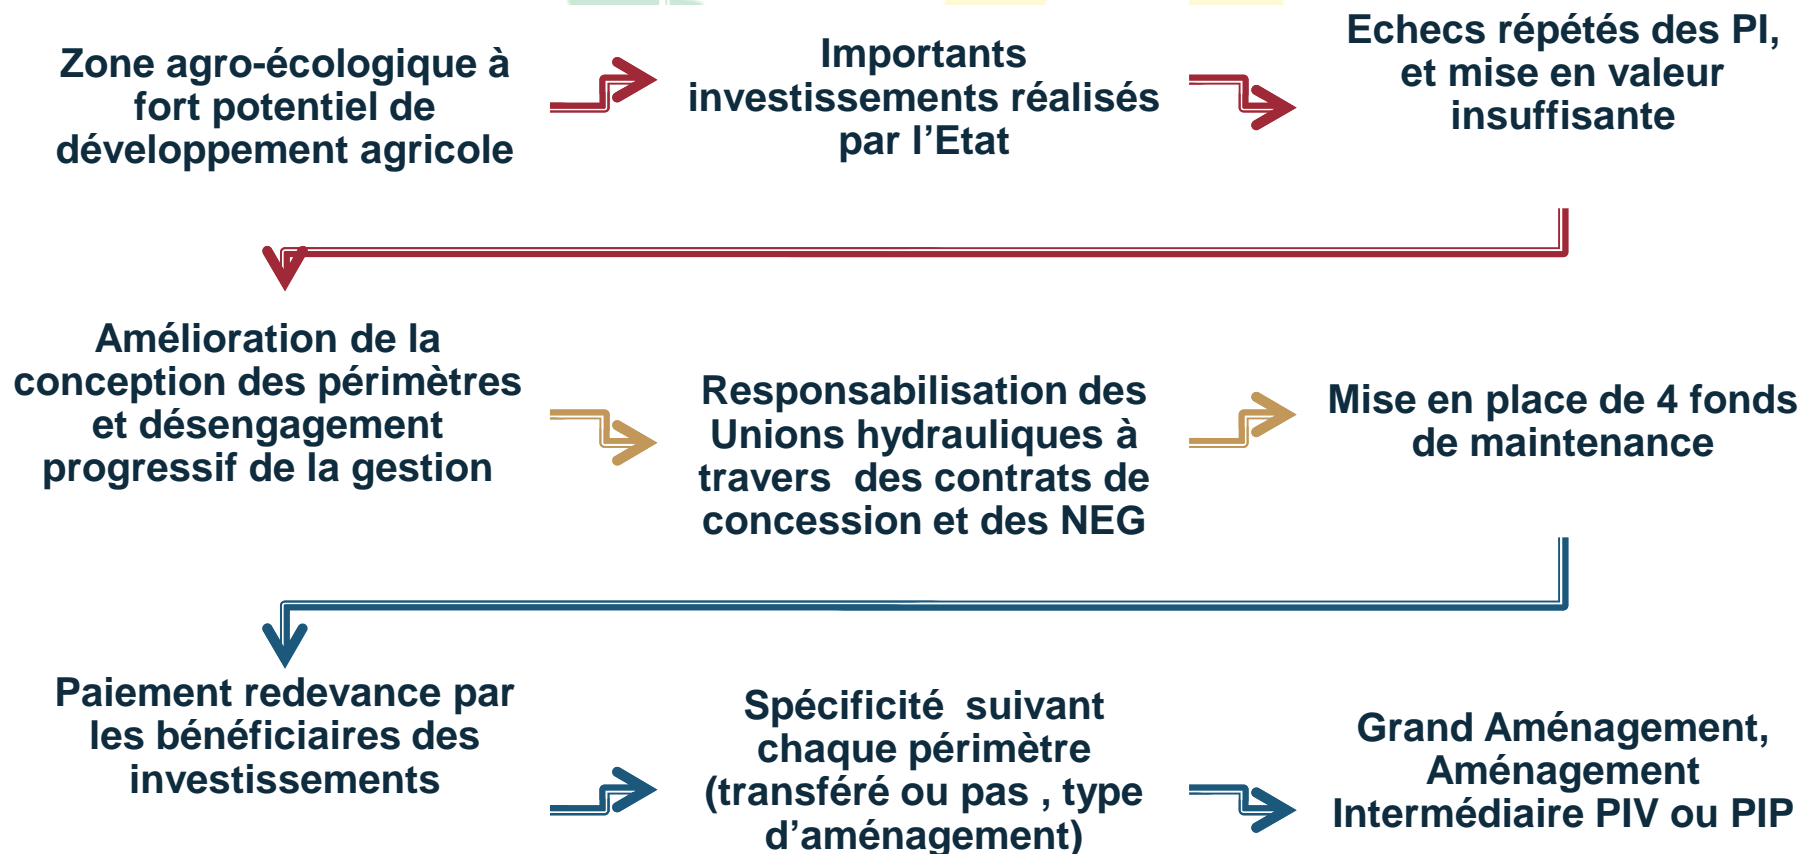 Zone agro-écologique à
fort potentiel de
développement agricole
Importants
investissements réalisés
par l’Etat
Echecs répétés des PI,
et mise en valeur
insuffisante
Amélioration de la
conception des périmètres
et désengagement
progressif de la gestion
Responsabilisation des
Unions hydrauliques à
travers des contrats de
concession et des NEG
Mise en place de 4 fonds
de maintenance
Paiement redevance par
les bénéficiaires des
investissements
Spécificité suivant
chaque périmètre
(transféré ou pas , type
d’aménagement)
Grand Aménagement,
Aménagement
Intermédiaire PIV ou PIP